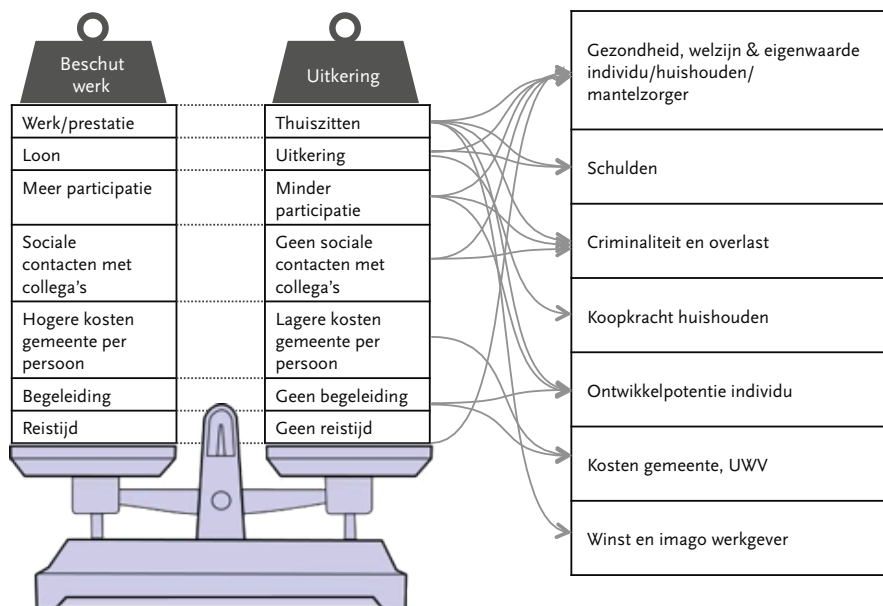 Beschut
werk
Uitkering
Werk/prestatie
Thuiszitten
Loon
Uitkering
Meer participatie
Minder
participatie
Sociale
contacten met
collega's
Geen sociale
contacten met
collega's
Hogere kosten
gemeente per
persoon
Lagere kosten
gemeente per
persoon
Begeleiding
Geen begeleiding
Reistijd
Geen reistijd
Gezondheid, welzijn & eigenwaarde
individu/huishouden/
mantelzorger
Schulden
Criminaliteit en overlast
Koopkracht huishouden
Ontwikkelpotentie individu
Kosten gemeente, UWV
Winst en imago werkgever